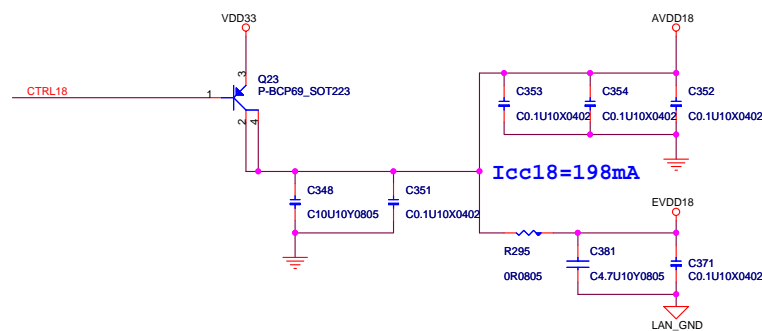 VDD33
AVDD18
CTRL18
1
3
Q23
P-BCP69_SOT223
2
4
C353
C0.1U10X0402
C354
C0.1U10X0402
C352
C0.1U10X0402
Icc18=198mA
C348
C10U10Y0805
C351
C0.1U10X0402
EVDD18
R295
0R0805
C381
C4.7U10Y0805
C371
C0.1U10X0402
LAN_GND